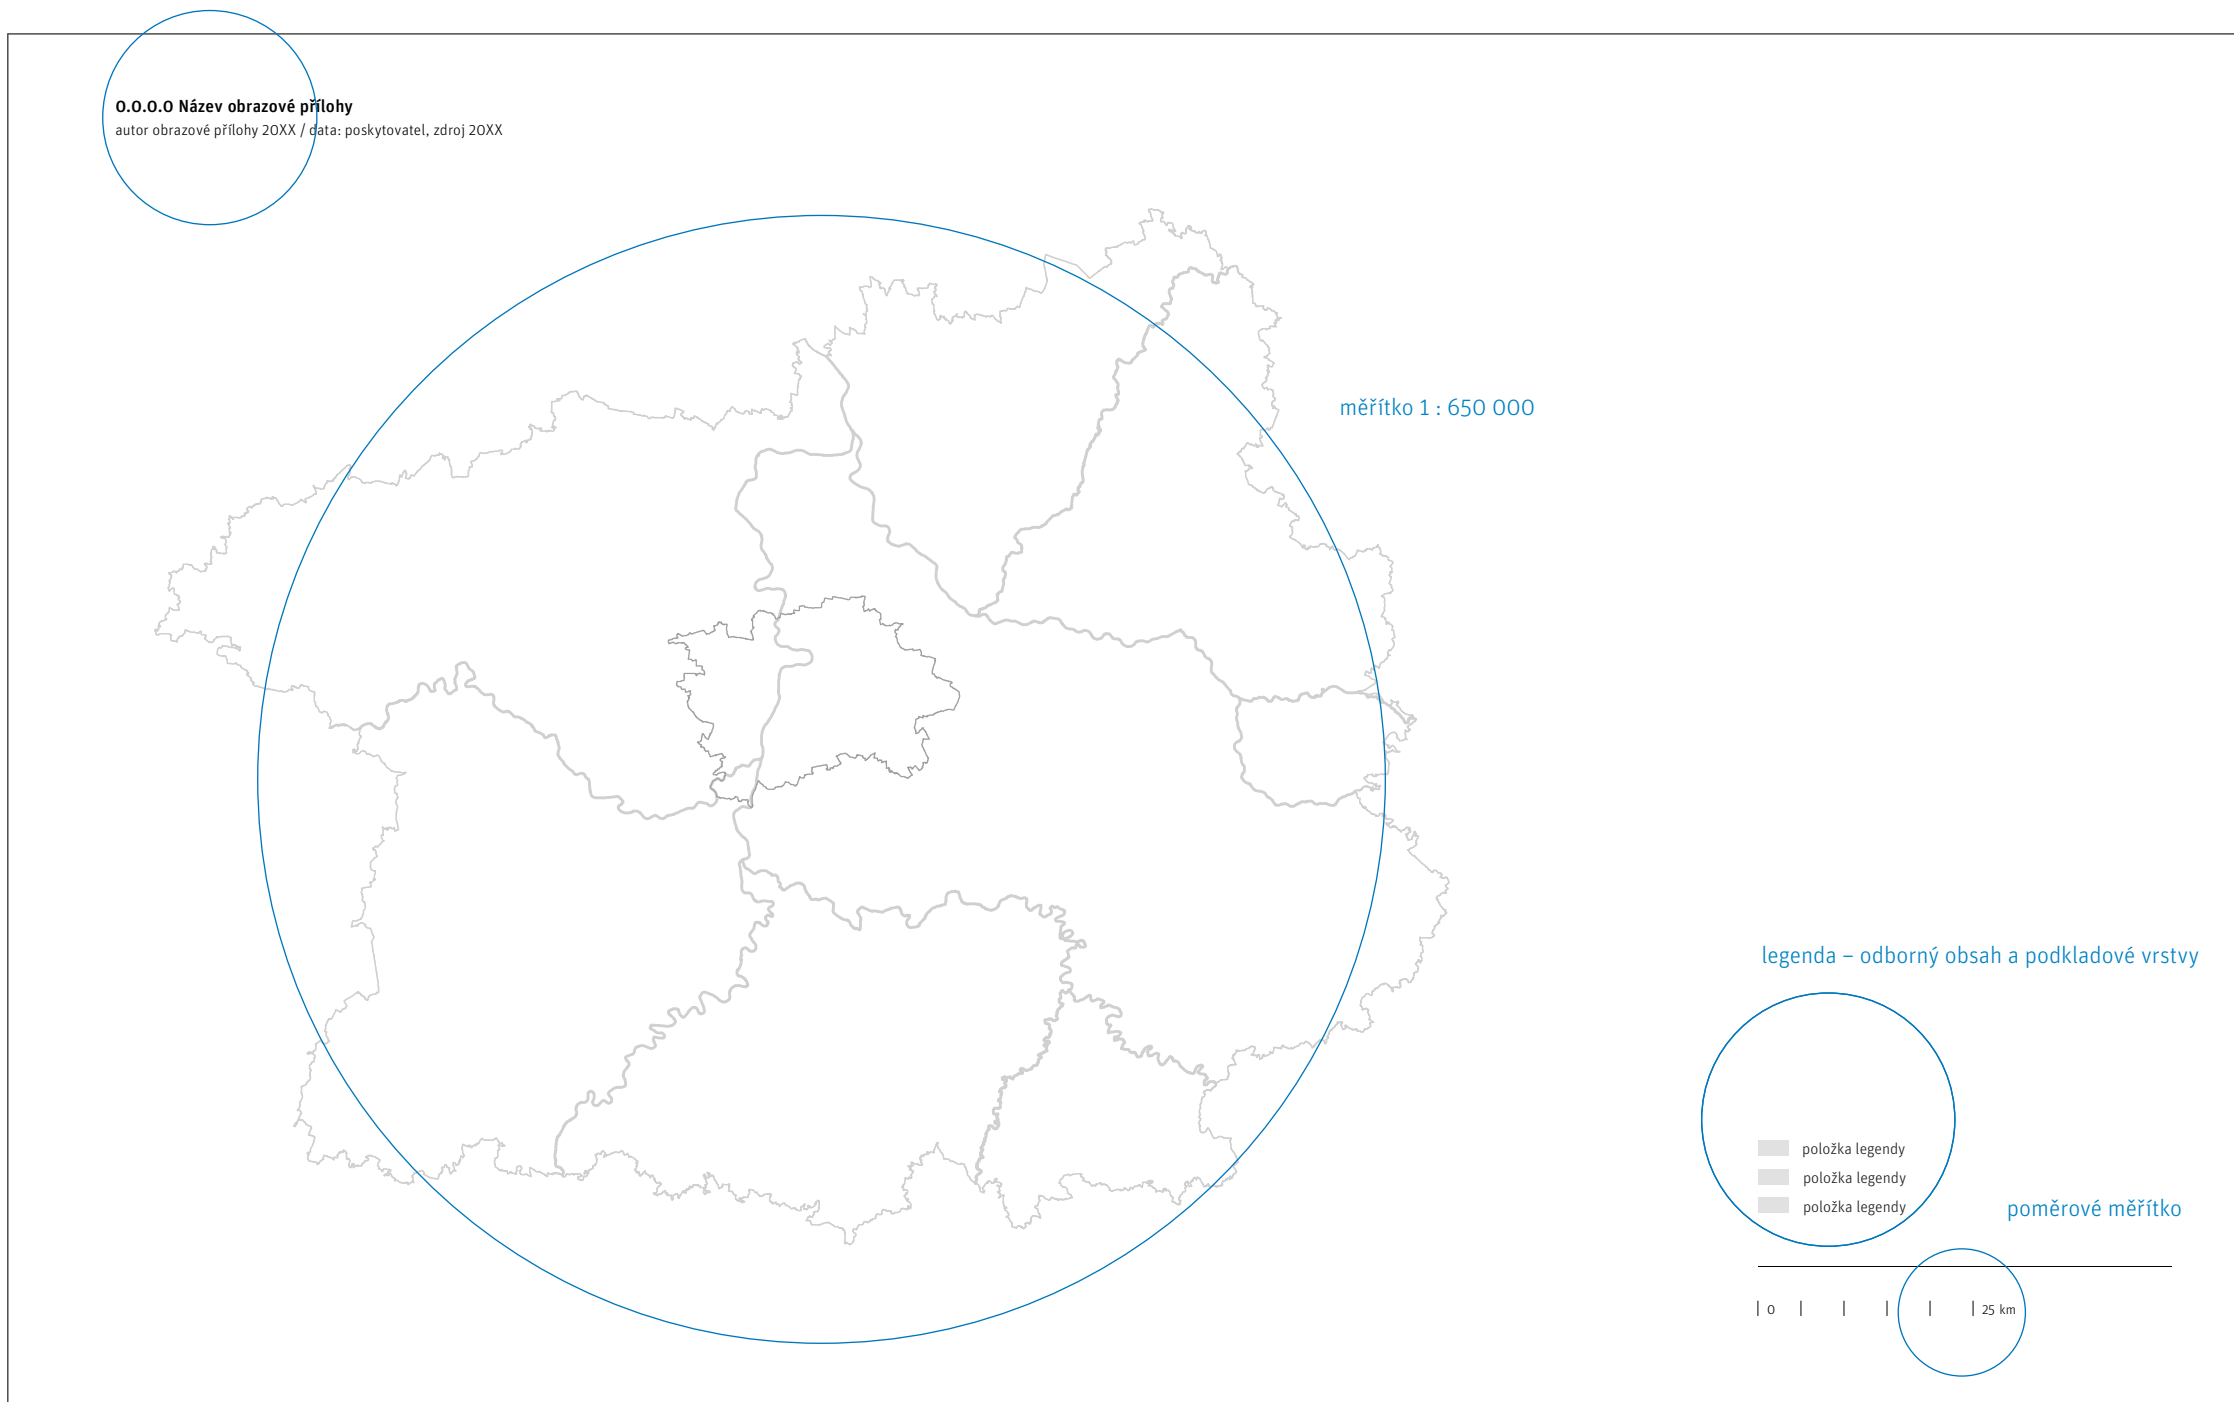 0.0.0.0 Název obrazové přílohy
autor obrazové přílohy 20XX / data: poskytovatel, zdroj 20XX
měřítko 1 : 650 000
legenda – odborný obsah a podkladové vrstvy
položka legendy
položka legendy
položka legendy
poměrové měřítko
0 25 km